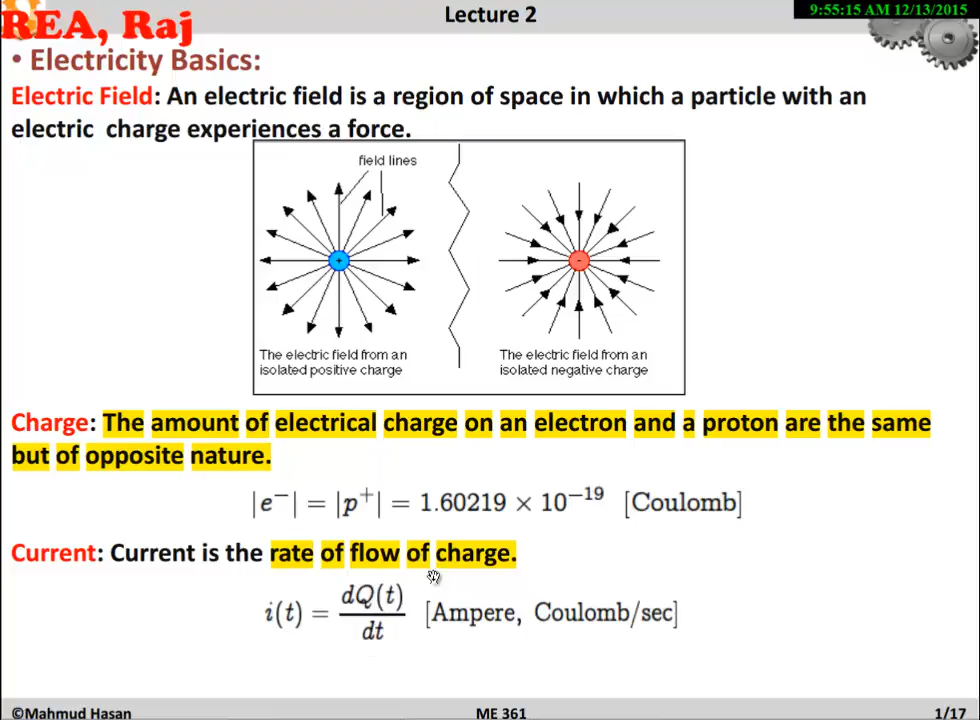 Lecture 2
9:55:15 AM 12/13/2015
REA, Raj
• Electricity Basics:
Electric Field: An electric field is a region of space in which a particle with an
electric charge experiences a force.
field lines
+
-
The electric field from an
isolated positive charge
The electric field from an
isolated negative charge
Charge: The amount of electrical charge on an electron and a proton are the same
but of opposite nature.
|e⁻| = |p⁺| = 1.60219 × 10⁻¹⁹ [Coulomb]
Current: Current is the rate of flow of charge.
i(t) = dQ(t)/dt [Ampere, Coulomb/sec]
©Mahmud Hasan
ME 361
1/17